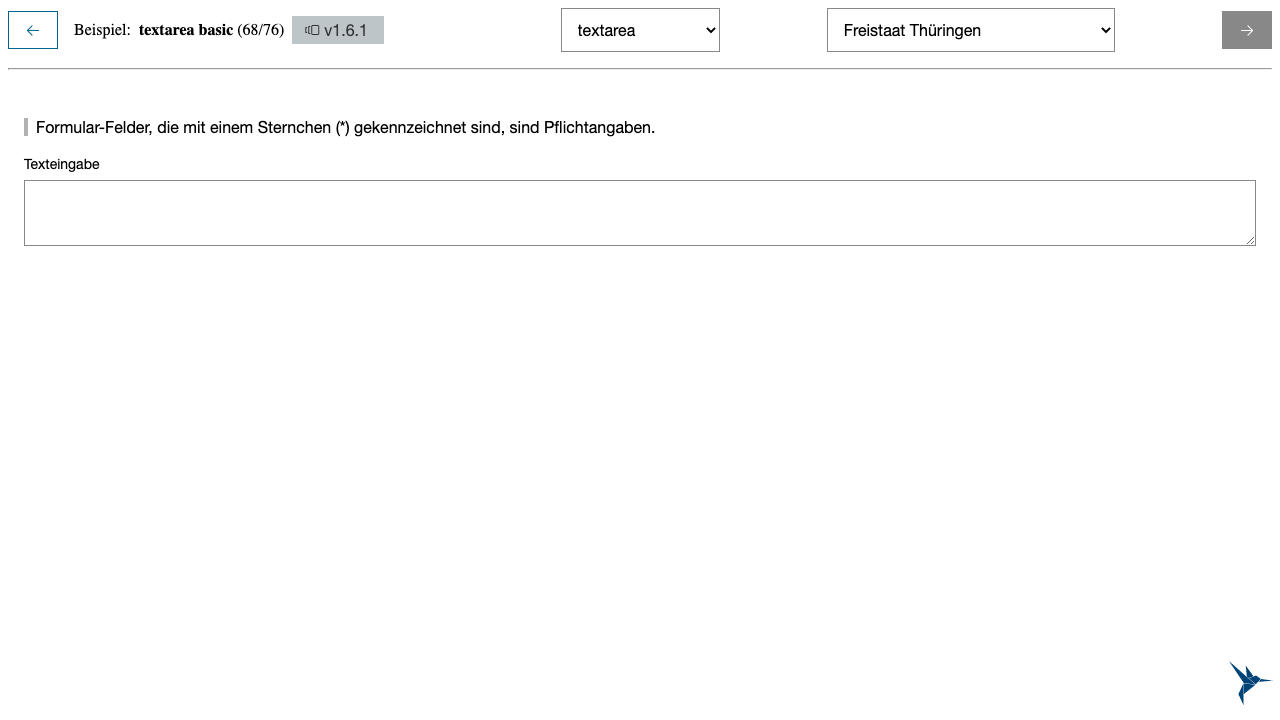 Beispiel: textarea basic (68/76) v1.6.1 textarea Freistaat Thüringen
Formular-Felder, die mit einem Sternchen (*) gekennzeichnet sind, sind Pflichtangaben.
Texteingabe